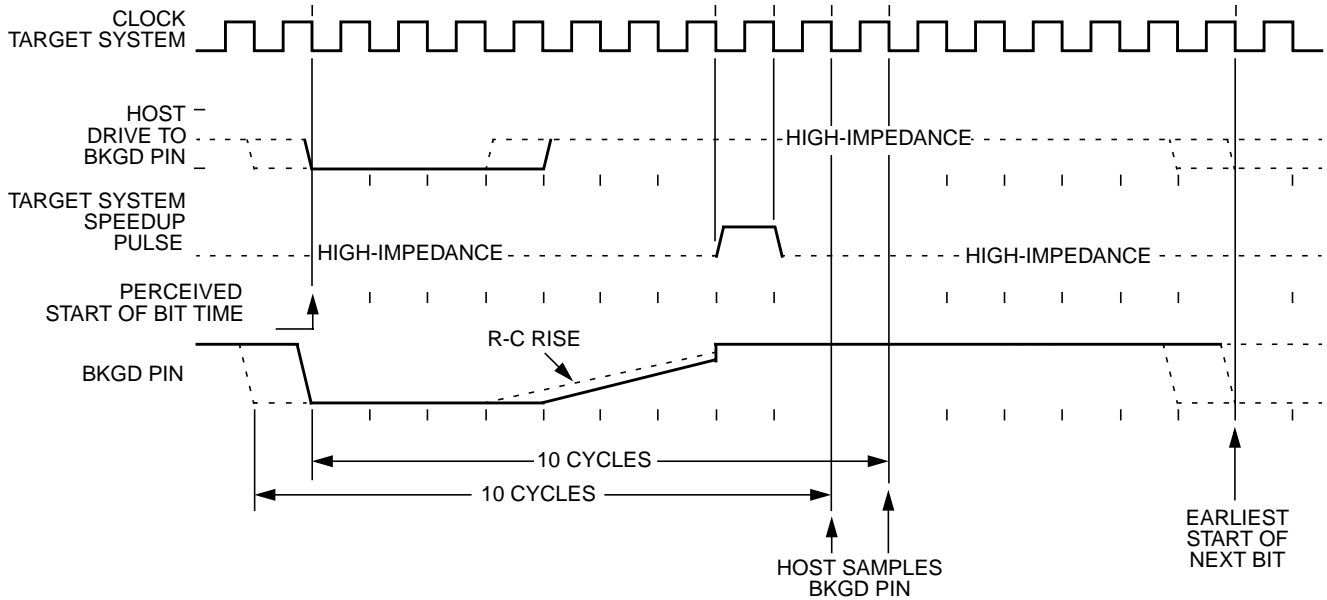 CLOCK
TARGET SYSTEM
HOST
DRIVE TO
BKGD PIN
HIGH-IMPEDANCE
TARGET SYSTEM
SPEEDUP
PULSE
HIGH-IMPEDANCE
HIGH-IMPEDANCE
PERCEIVED
START OF BIT TIME
R-C RISE
BKGD PIN
10 CYCLES
10 CYCLES
HOST SAMPLES
BKGD PIN
EARLIEST
START OF
NEXT BIT